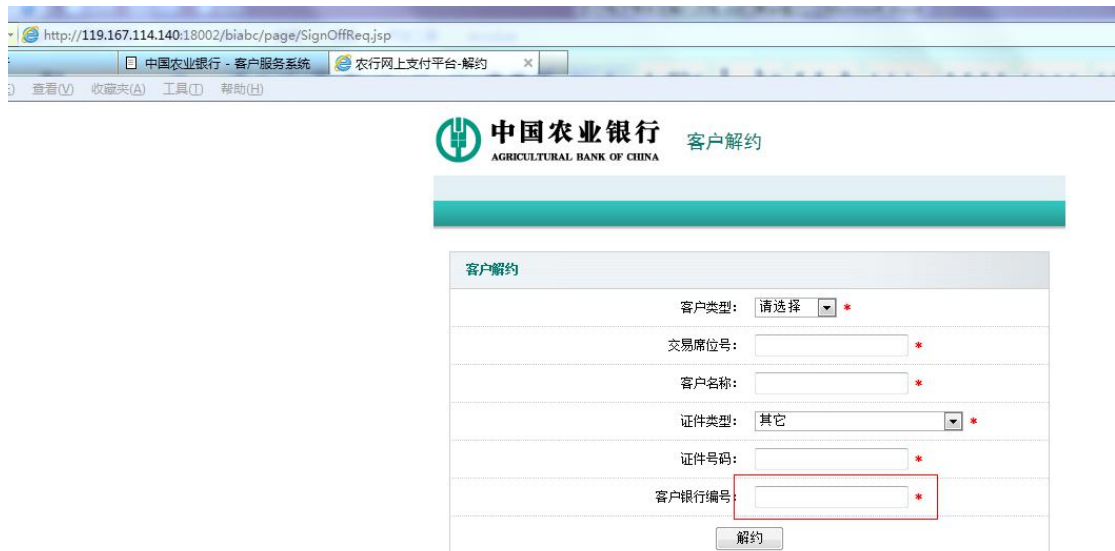 http://119.167.114.140:18002/biabc/page/SignOffReq.jsp
中国农业银行 - 客户服务系统 农行网上支付平台-解约 ×
查看(V) 收藏夹(A) 工具(T) 帮助(H)
中国农业银行 客户解约
AGRICULTURAL BANK OF CHINA
客户解约
客户类型: 请选择 *
交易席位号: *
客户名称: *
证件类型: 其它 *
证件号码: *
客户银行编号: *
解约